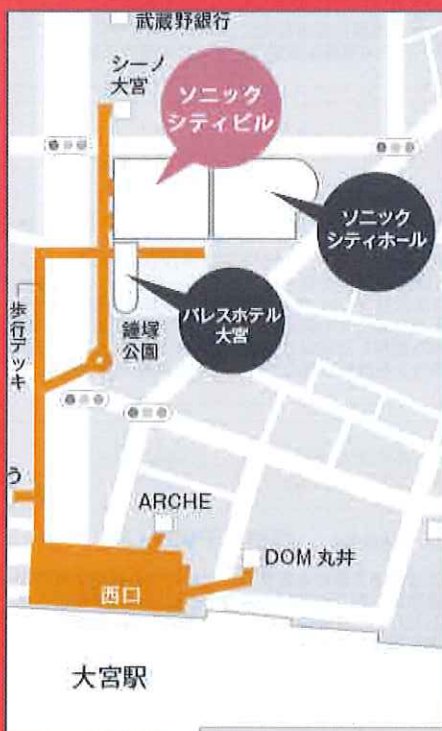 武蔵野銀行
シーノ
大宮
ソニック
シティビル
ソニック
シティホール
パレスホテル
大宮
鐘塚
公園
歩行デッキ
う
ARCHE
DOM 丸井
西口
大宮駅